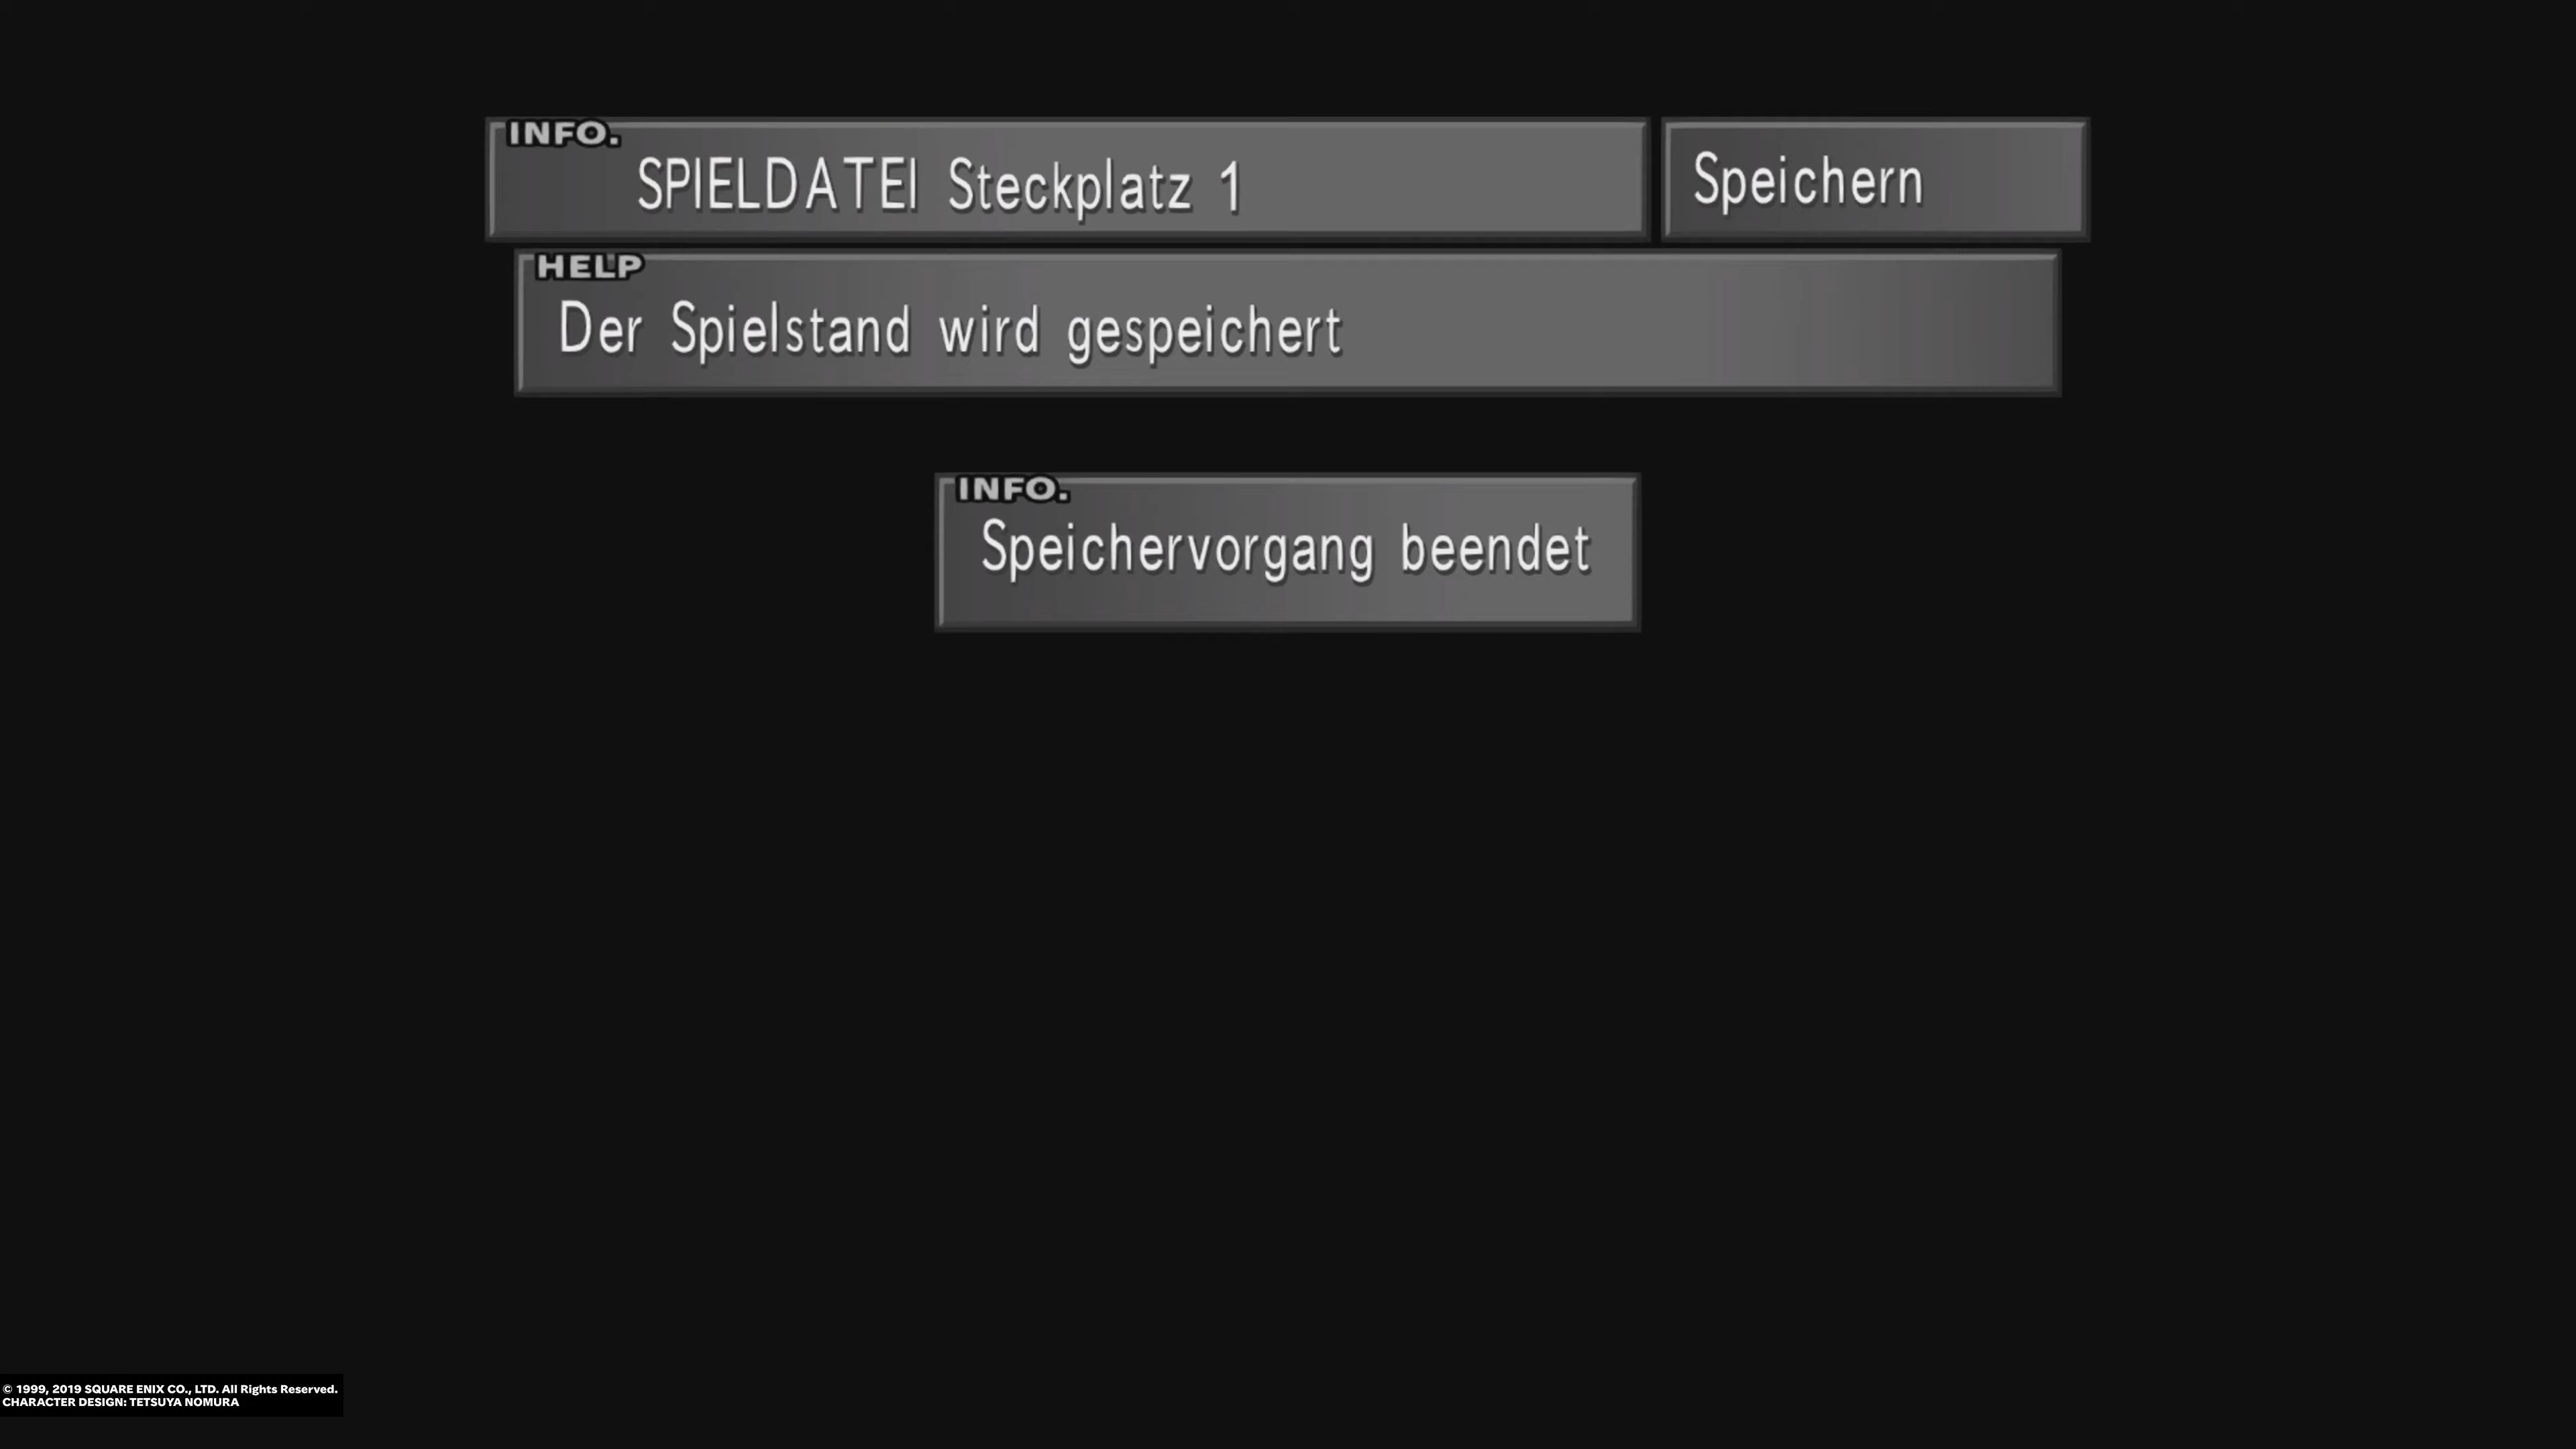 INFO.
SPIELDATEI Steckplatz 1
Speichern
HELP
Der Spielstand wird gespeichert
INFO.
Speichervorgang beendet
© 1999, 2019 SQUARE ENIX CO., LTD. All Rights Reserved.
CHARACTER DESIGN: TETSUYA NOMURA